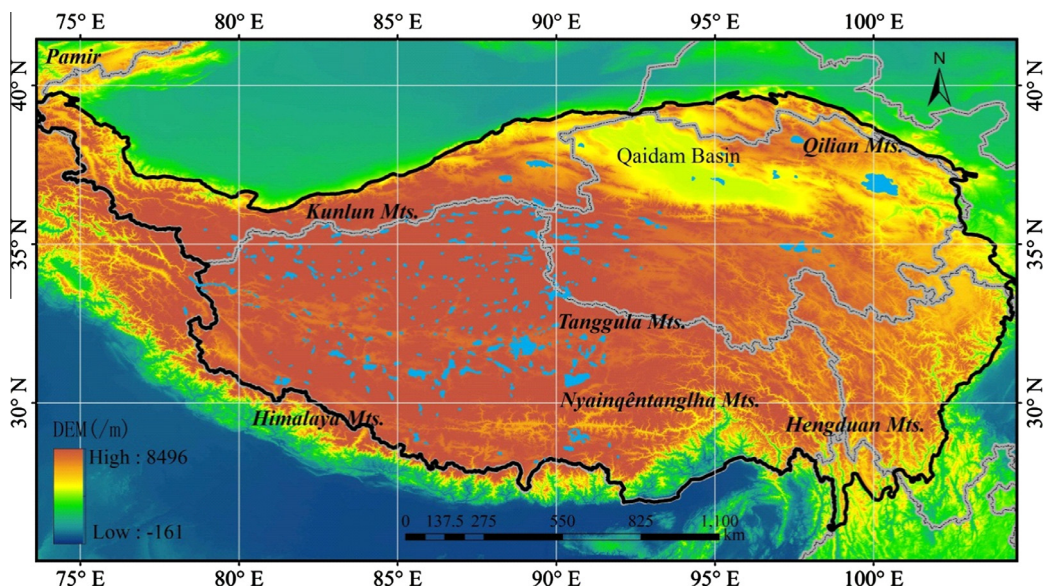 75° E 80° E 85° E 90° E 95° E 100° E
Pamir
N
40° N 40° N
Qaidam Basin
Qilian Mts.
Kunlun Mts.
35° N 35° N
Tanggula Mts.
30° N 30° N
Nyainqêntanglha Mts.
Himalaya Mts.
Hengduan Mts.
DEM(/m)
High : 8496
Low : -161
0 137.5 275 550 825 1,100
km
75° E 80° E 85° E 90° E 95° E 100° E